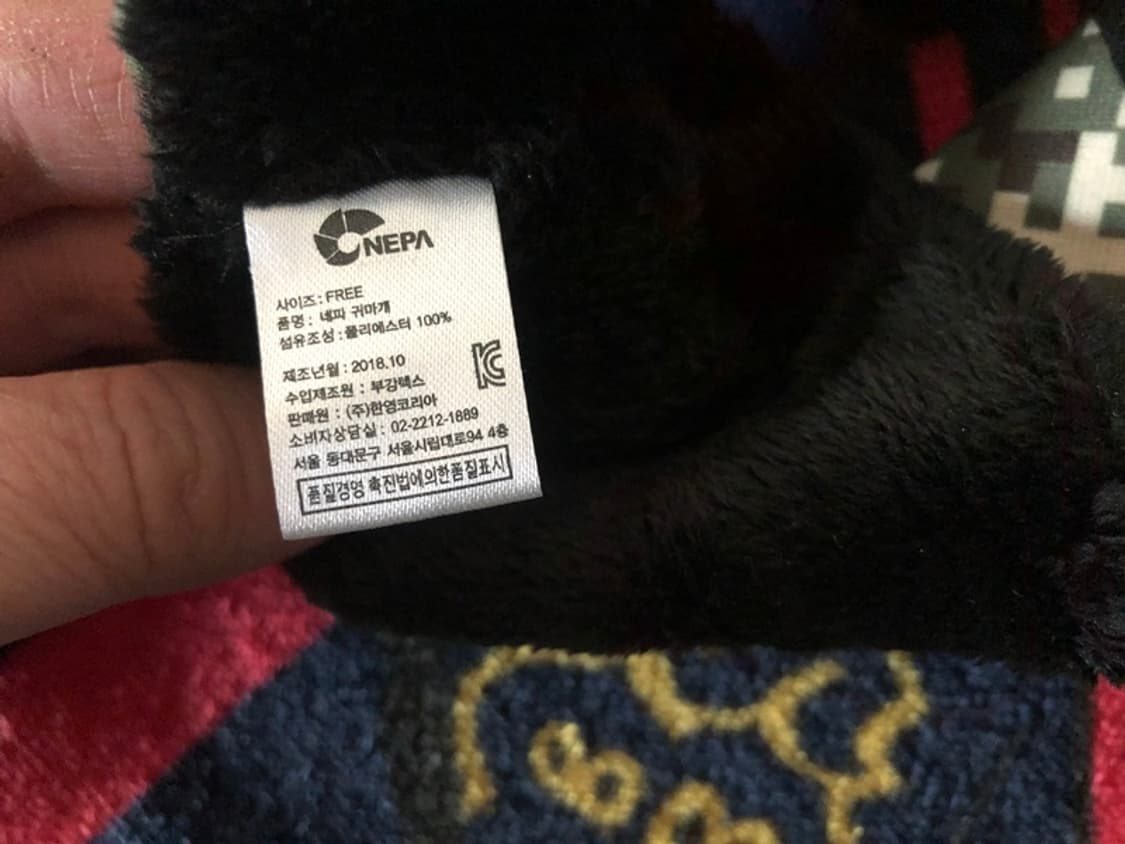 NEPA
사이즈 : FREE
품명 : 네파 귀마개
섬유조성 : 폴리에스터 100%
제조년월 : 2018.10
수입제조원 : 부강텍스
판매원 : (주)한영코리아
소비자상담실 : 02-2212-1889
서울 동대문구 서울시립대로94 4층
품질경영 촉진법에의한품질표시